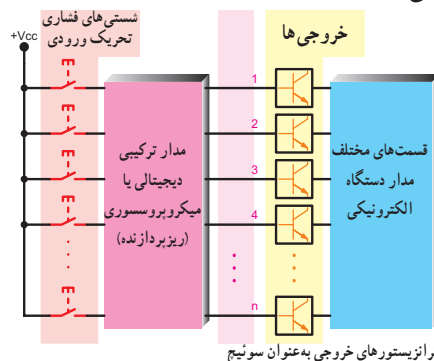 شستی‌های فشاری
تحریک ورودی
+Vcc
خروجی‌ها
1
2
3
4
n
مدار ترکیبی
دیجیتالی یا
میکروپروسسوری
(ریزپردازنده)
قسمت‌های مختلف
مدار دستگاه
الکترونیکی
رانزیستورهای خروجی به‌عنوان سوئیچ